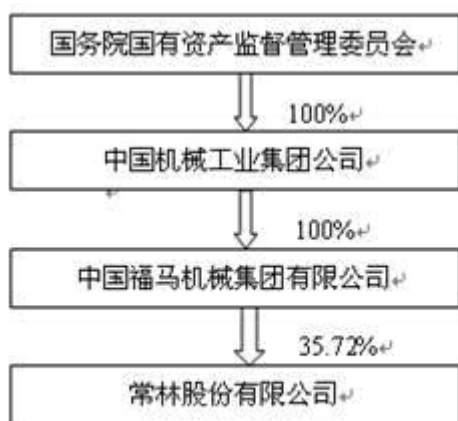 国务院国有资产监督管理委员会
100%
中国机械工业集团公司
100%
中国福马机械集团有限公司
35.72%
常林股份有限公司